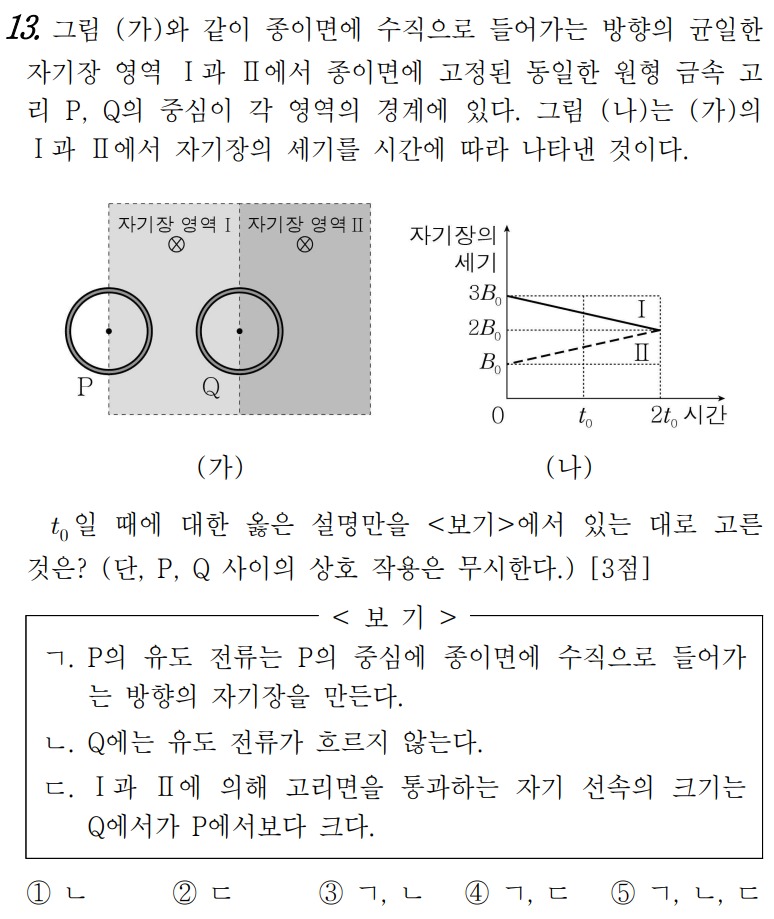 13. 그림 (가)와 같이 종이면에 수직으로 들어가는 방향의 균일한
자기장 영역 Ⅰ과 Ⅱ에서 종이면에 고정된 동일한 원형 금속 고
리 P, Q의 중심이 각 영역의 경계에 있다. 그림 (나)는 (가)의
Ⅰ과 Ⅱ에서 자기장의 세기를 시간에 따라 나타낸 것이다.
자기장 영역 Ⅰ
자기장 영역 Ⅱ
P
Q
(가)
자기장의
세기
3B₀
2B₀
B₀
Ⅰ
Ⅱ
0
t₀
2t₀ 시간
(나)
t₀일 때에 대한 옳은 설명만을 <보기>에서 있는 대로 고른
것은? (단, P, Q 사이의 상호 작용은 무시한다.) [3점]
< 보 기 >
ㄱ. P의 유도 전류는 P의 중심에 종이면에 수직으로 들어가
는 방향의 자기장을 만든다.
ㄴ. Q에는 유도 전류가 흐르지 않는다.
ㄷ. Ⅰ과 Ⅱ에 의해 고리면을 통과하는 자기 선속의 크기는
Q에서가 P에서보다 크다.
① ㄴ ② ㄷ ③ ㄱ, ㄴ ④ ㄱ, ㄷ ⑤ ㄱ, ㄴ, ㄷ